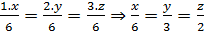 1.x/6 = 2.y/6 = 3.z/6 ⇒ x/6 = y/3 = z/2